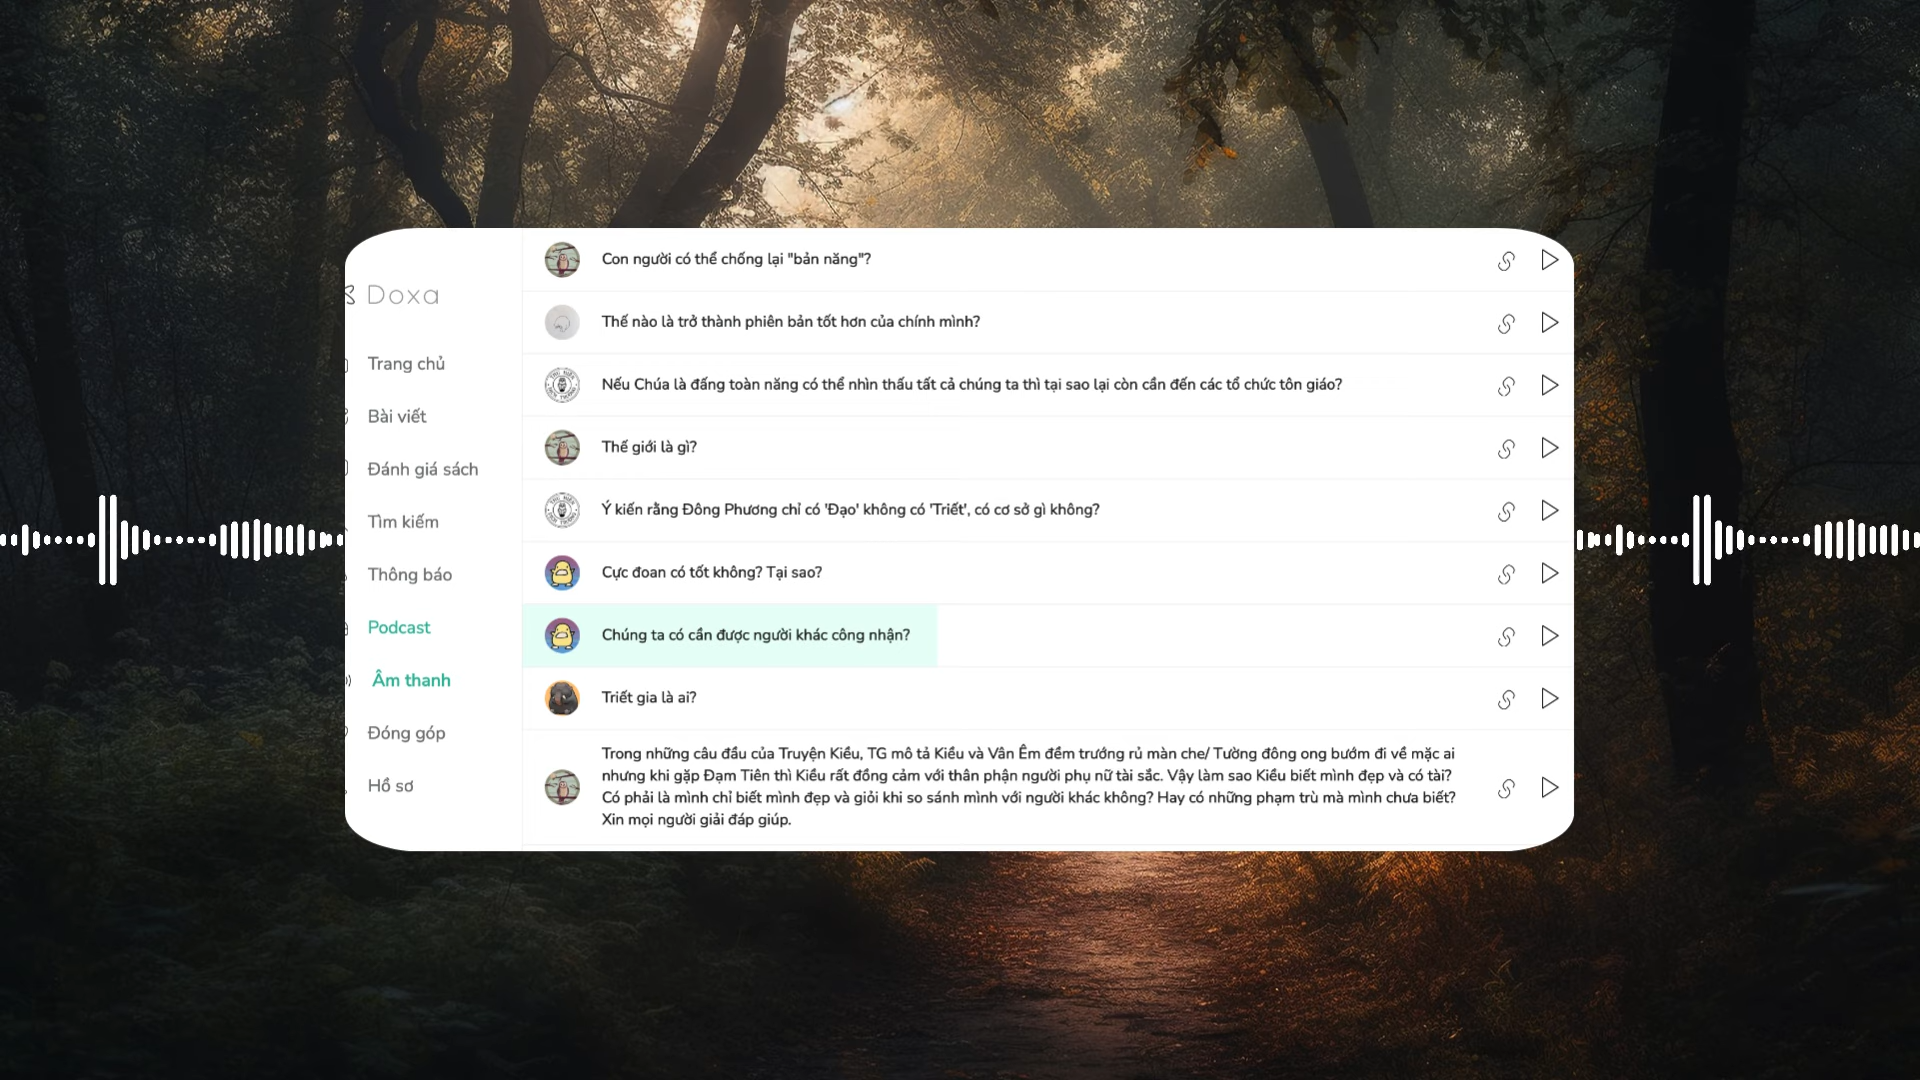 Doxa
Trang chủ
Bài viết
Đánh giá sách
Tìm kiếm
Thông báo
Podcast
Âm thanh
Đóng góp
Hồ sơ
Con người có thể chống lại "bản năng"?
Thế nào là trở thành phiên bản tốt hơn của chính mình?
Nếu Chúa là đấng toàn năng có thể nhìn thấu tất cả chúng ta thì tại sao lại còn cần đến các tổ chức tôn giáo?
Thế giới là gì?
Ý kiến rằng Đông Phương chỉ có 'Đạo' không có 'Triết', có cơ sở gì không?
Cực đoan có tốt không? Tại sao?
Chúng ta có cần được người khác công nhận?
Triết gia là ai?
Trong những câu đầu của Truyện Kiều, TG mô tả Kiều và Vân Êm đềm trướng rủ màn che/ Tường đông ong bướm đi về mặc ai
nhưng khi gặp Đạm Tiên thì Kiều rất đồng cảm với thân phận người phụ nữ tài sắc. Vậy làm sao Kiều biết mình đẹp và có tài?
Có phải là mình chỉ biết mình đẹp và giỏi khi so sánh mình với người khác không? Hay có những phạm trù mà mình chưa biết?
Xin mọi người giải đáp giúp.